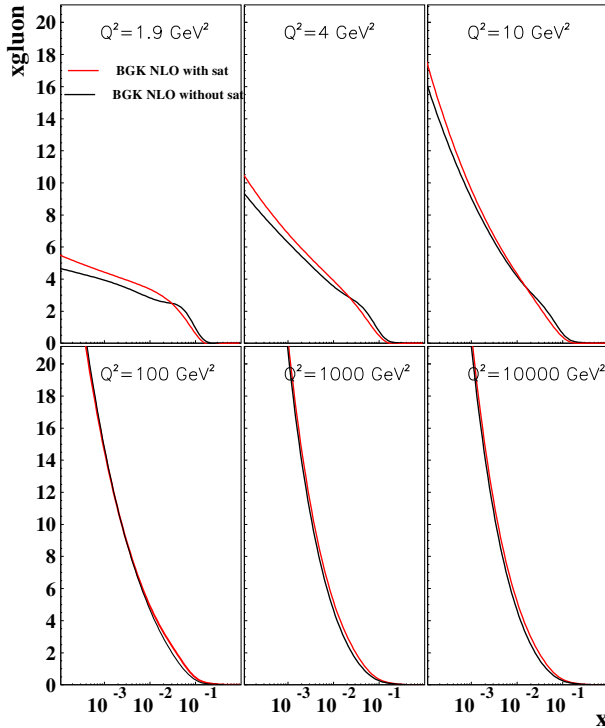 xgluon
20
18
16
14
12
10
8
6
4
2
0
Q²=1.9 GeV²
Q²=4 GeV²
Q²=10 GeV²
BGK NLO with sat
BGK NLO without sat
20
18
16
14
12
10
8
6
4
2
0
Q²=100 GeV²
Q²=1000 GeV²
Q²=10000 GeV²
10⁻³ 10⁻² 10⁻¹
10⁻³ 10⁻² 10⁻¹
10⁻³ 10⁻² 10⁻¹
x